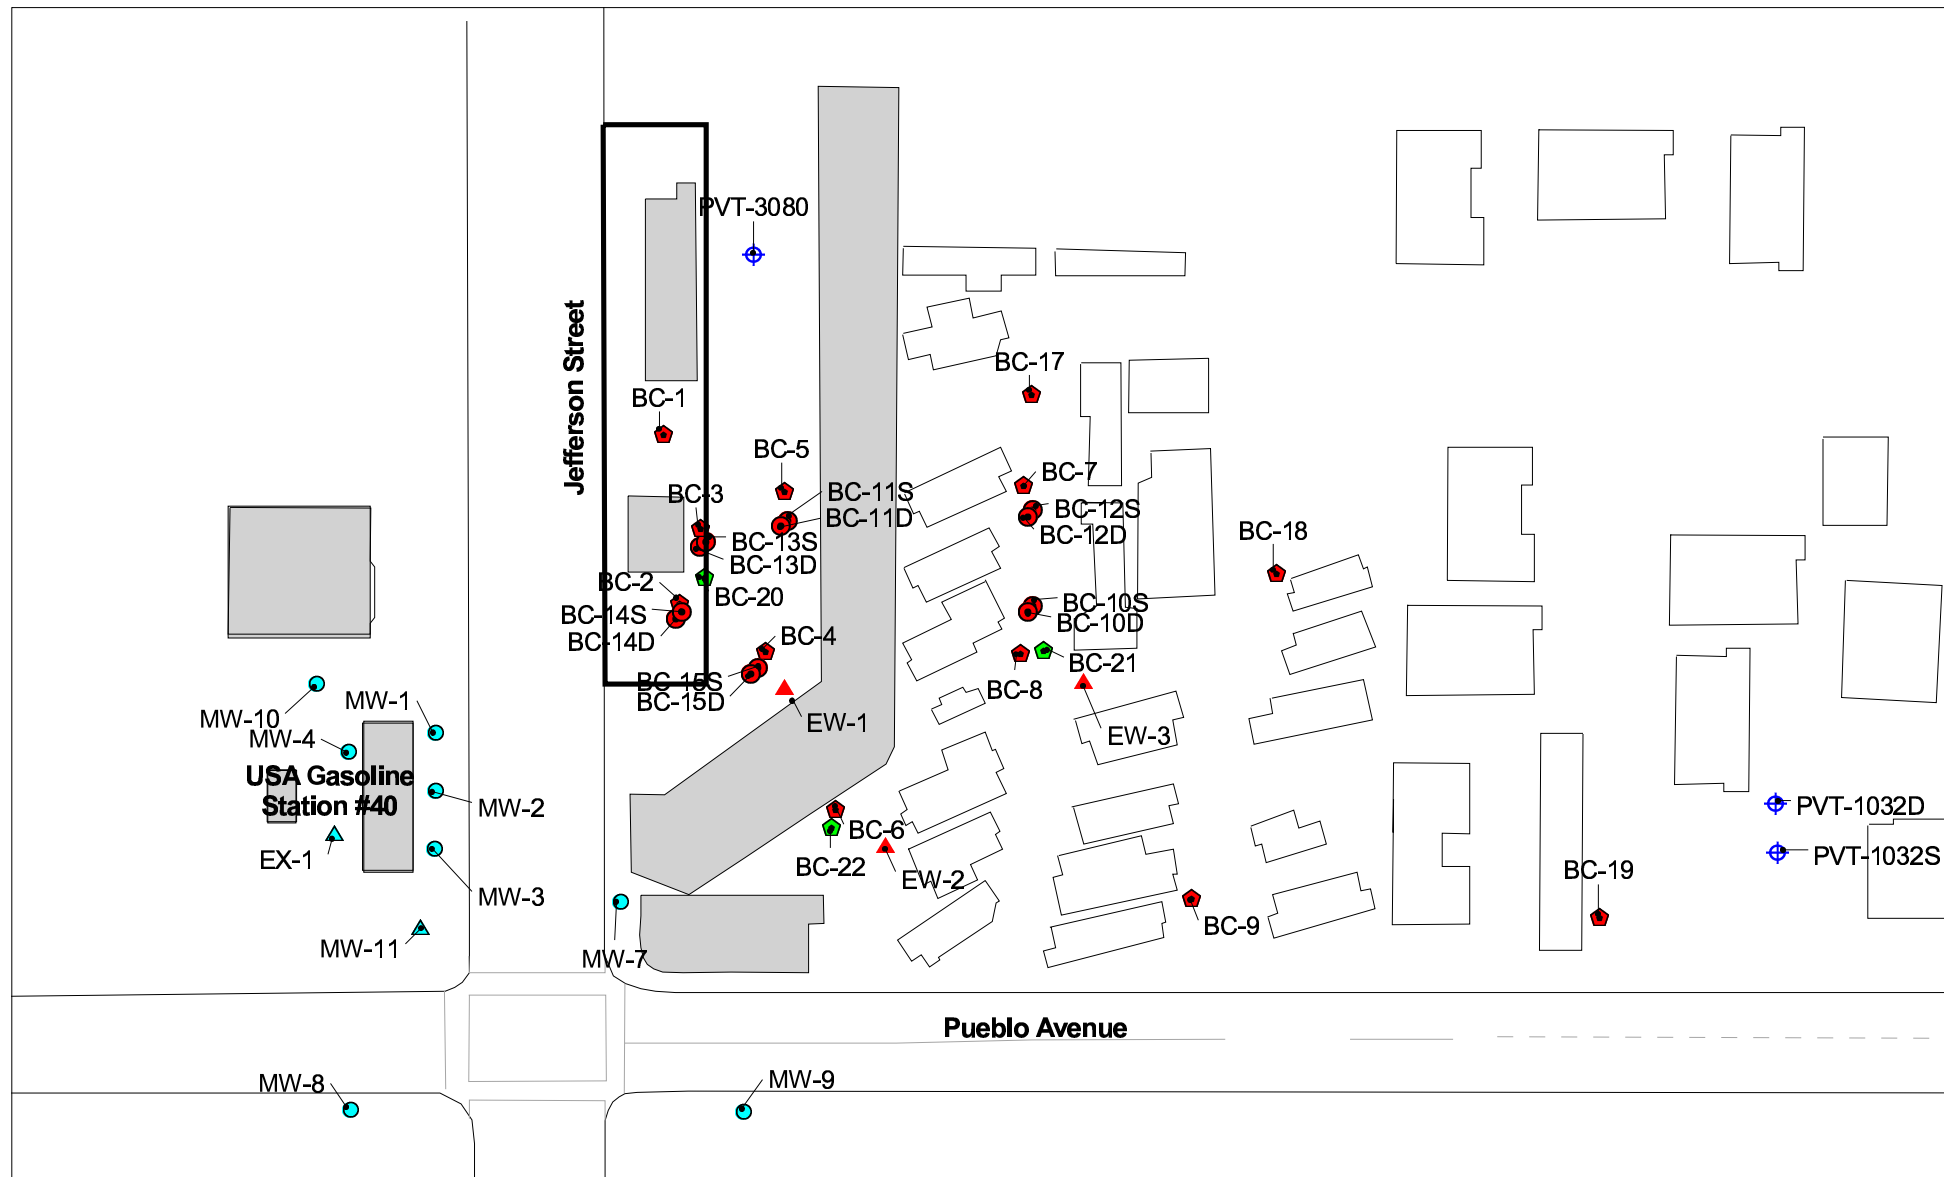 PVT-3080
Jefferson Street
BC-17
BC-1
BC-5
BC-7
BC-3
BC-11S
BC-11D
BC-12S
BC-12D
BC-13S
BC-13D
BC-18
BC-2
BC-20
BC-14S
BC-14D
BC-10S
BC-10D
BC-4
BC-21
BC-15S
BC-15D
BC-8
EW-1
EW-3
MW-10
MW-1
MW-4
USA Gasoline
Station #40
MW-2
PVT-1032D
EX-1
BC-6
BC-22
EW-2
PVT-1032S
BC-19
MW-3
MW-11
BC-9
MW-7
Pueblo Avenue
MW-8
MW-9